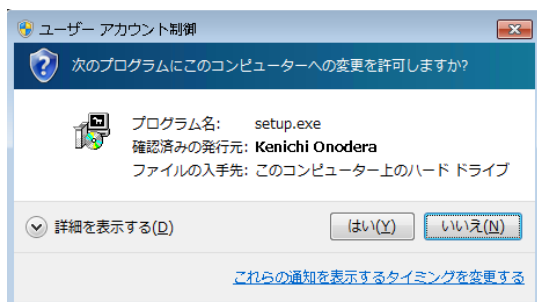 ユーザー アカウント制御
次のプログラムにこのコンピューターへの変更を許可しますか?
プログラム名: setup.exe
確認済みの発行元: Kenichi Onodera
ファイルの入手先: このコンピューター上のハード ドライブ
詳細を表示する(D)
はい(Y)
いいえ(N)
これらの通知を表示するタイミングを変更する